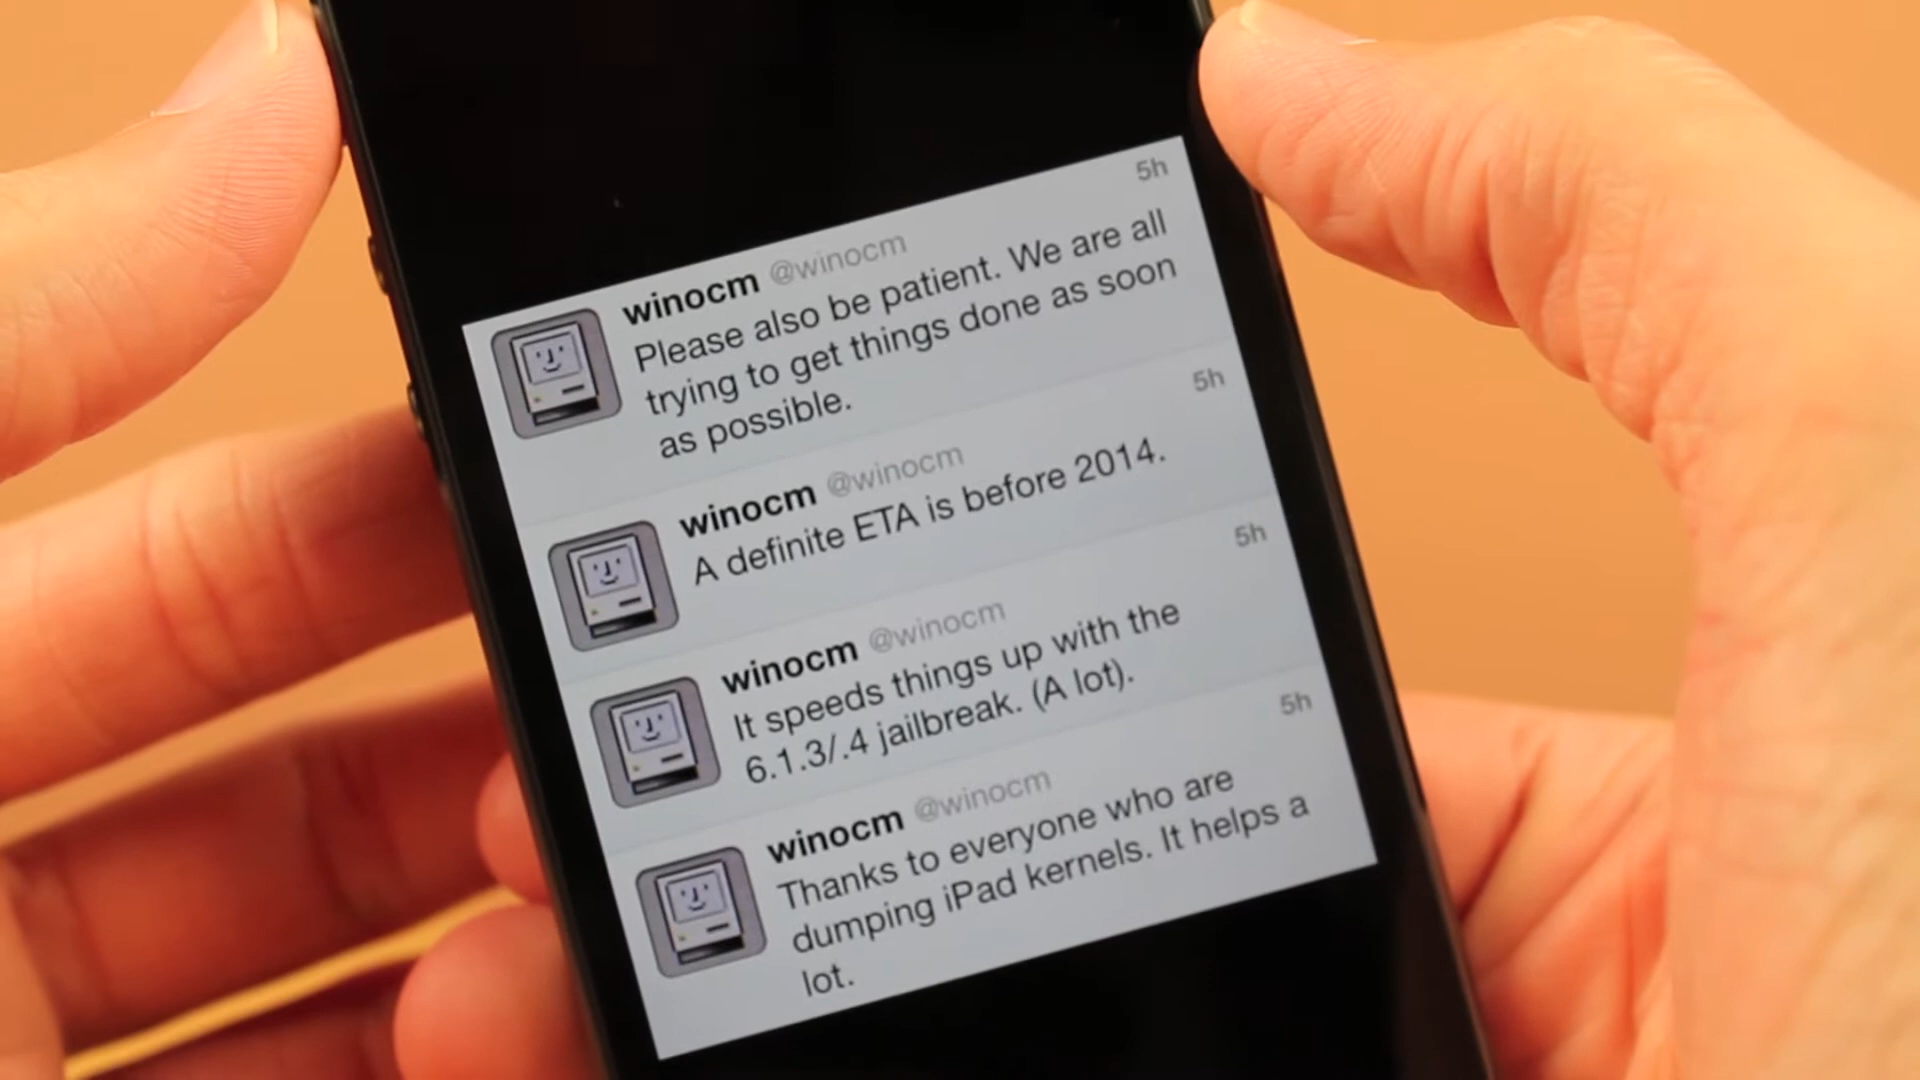 5h
winocm @winocm
Please also be patient. We are all
trying to get things done as soon
as possible.
5h
winocm @winocm
A definite ETA is before 2014.
5h
winocm @winocm
It speeds things up with the
6.1.3/.4 jailbreak. (A lot).
5h
winocm @winocm
Thanks to everyone who are
dumping iPad kernels. It helps a
lot.